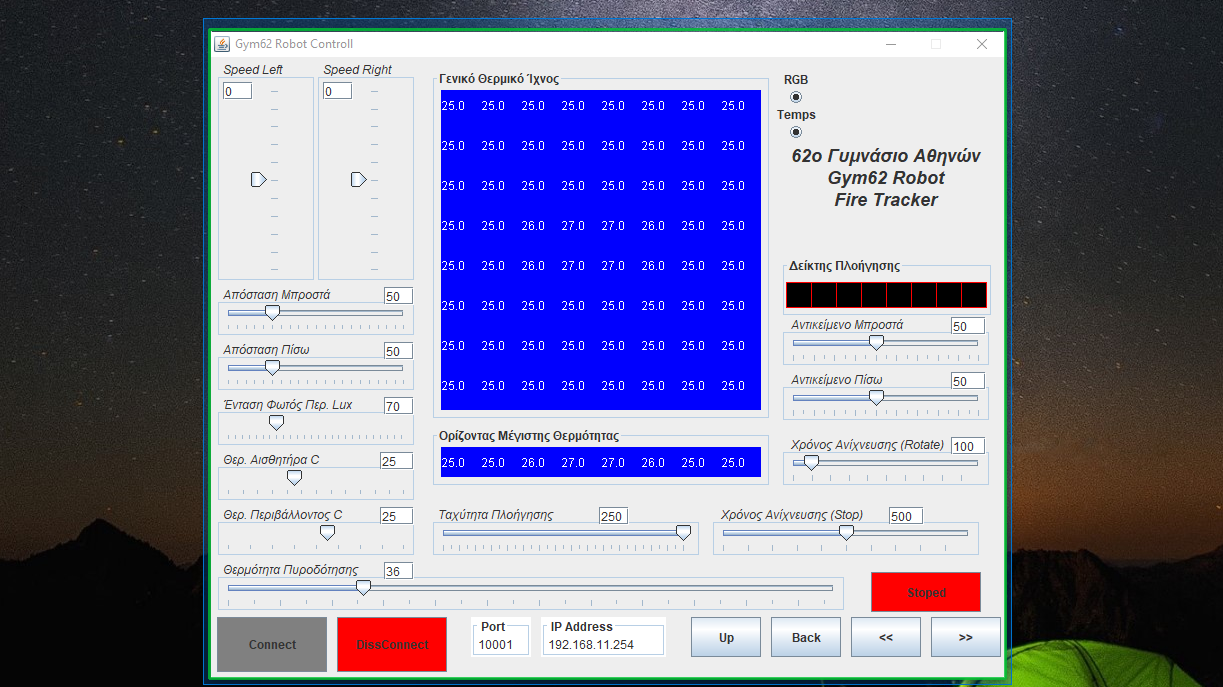 Gym62 Robot Controll
Speed Left
0
Speed Right
0
Απόσταση Μπροστά
50
Απόσταση Πίσω
50
Ένταση Φωτός Περ. Lux
70
Θερ. Αισθητήρα C
25
Θερ. Περιβάλλοντος C
25
Θερμότητα Πυροδότησης
36
Γενικό Θερμικό Ίχνος
25.0 25.0 25.0 25.0 25.0 25.0 25.0 25.0
25.0 25.0 25.0 25.0 25.0 25.0 25.0 25.0
25.0 25.0 25.0 25.0 25.0 25.0 25.0 25.0
25.0 25.0 26.0 27.0 27.0 26.0 25.0 25.0
25.0 25.0 26.0 27.0 27.0 26.0 25.0 25.0
25.0 25.0 25.0 25.0 25.0 25.0 25.0 25.0
25.0 25.0 25.0 25.0 25.0 25.0 25.0 25.0
25.0 25.0 25.0 25.0 25.0 25.0 25.0 25.0
Ορίζοντας Μέγιστης Θερμότητας
25.0 25.0 26.0 27.0 27.0 26.0 25.0 25.0
Ταχύτητα Πλοήγησης
250
RGB
Temps
62ο Γυμνάσιο Αθηνών
Gym62 Robot
Fire Tracker
Δείκτης Πλοήγησης
Αντικείμενο Μπροστά
50
Αντικείμενο Πίσω
50
Χρόνος Ανίχνευσης (Rotate)
100
Χρόνος Ανίχνευσης (Stop)
500
Stoped
Connect
DissConnect
Port
10001
IP Address
192.168.11.254
Up
Back
<<
>>